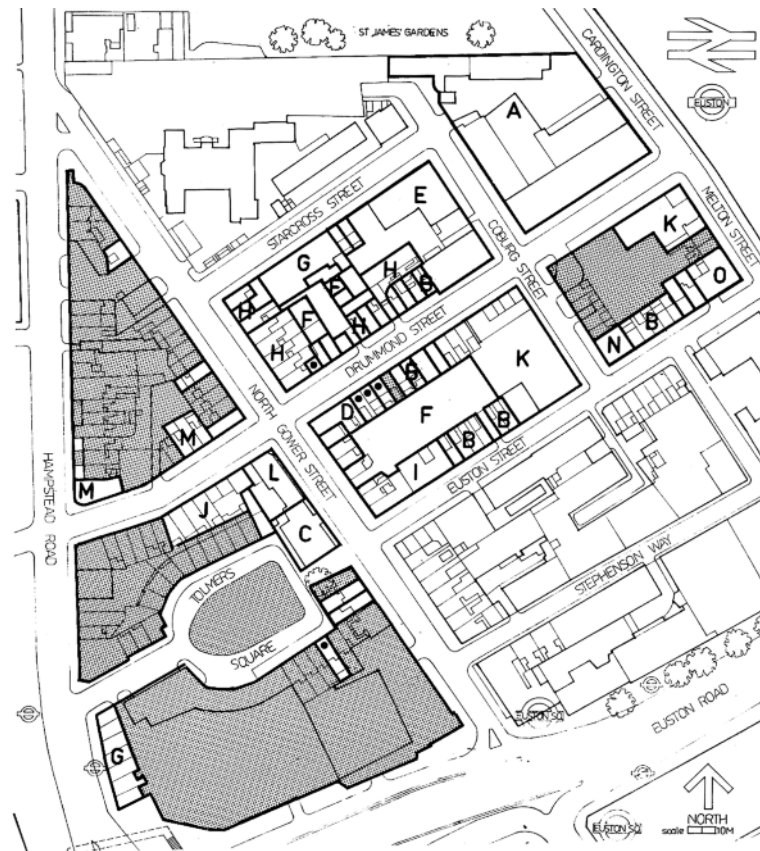 ST JAMES' GARDENS
CARDINGTON STREET
EUSTON
A
STARCROSS STREET
E
COBURG STREET
MELTON STREET
K
G
H
F
O
H
F
G
H
H
B
N
DRUMMOND STREET
K
G
D
F
B
B
I
EUSTON STREET
NORTH GOWER STREET
M
M
HAMPSTEAD ROAD
L
J
C
STEPHENSON WAY
TOLMERS
SQUARE
EUSTON SQ
EUSTON ROAD
G
NORTH
EUSTON SQ
scale 10M